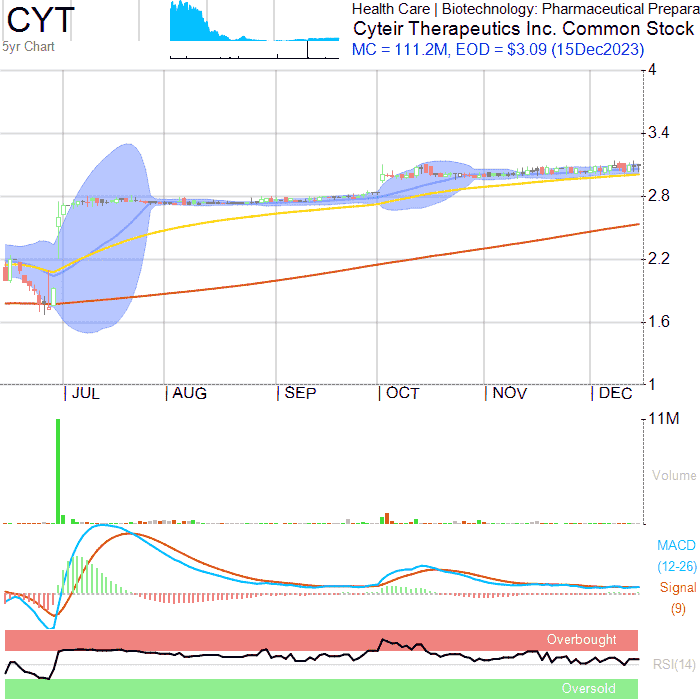 CYT
5yr Chart
Health Care | Biotechnology: Pharmaceutical Prepara
Cyteir Therapeutics Inc. Common Stock
MC = 111.2M, EOD = $3.09 (15Dec2023)
4
3.4
2.8
2.2
1.6
1
JUL AUG SEP OCT NOV DEC
11M
Volume
MACD
(12-26)
Signal
(9)
Overbought
RSI(14)
Oversold